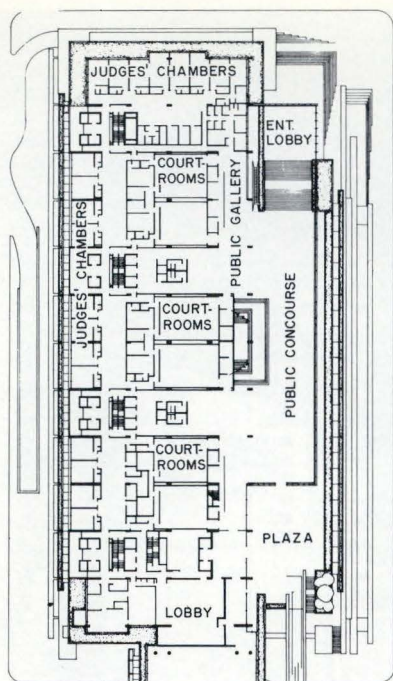 JUDGES' CHAMBERS
ENT.
LOBBY
COURT-
ROOMS
PUBLIC GALLERY
JUDGES' CHAMBERS
COURT-
ROOMS
PUBLIC CONCOURSE
COURT-
ROOMS
PLAZA
LOBBY